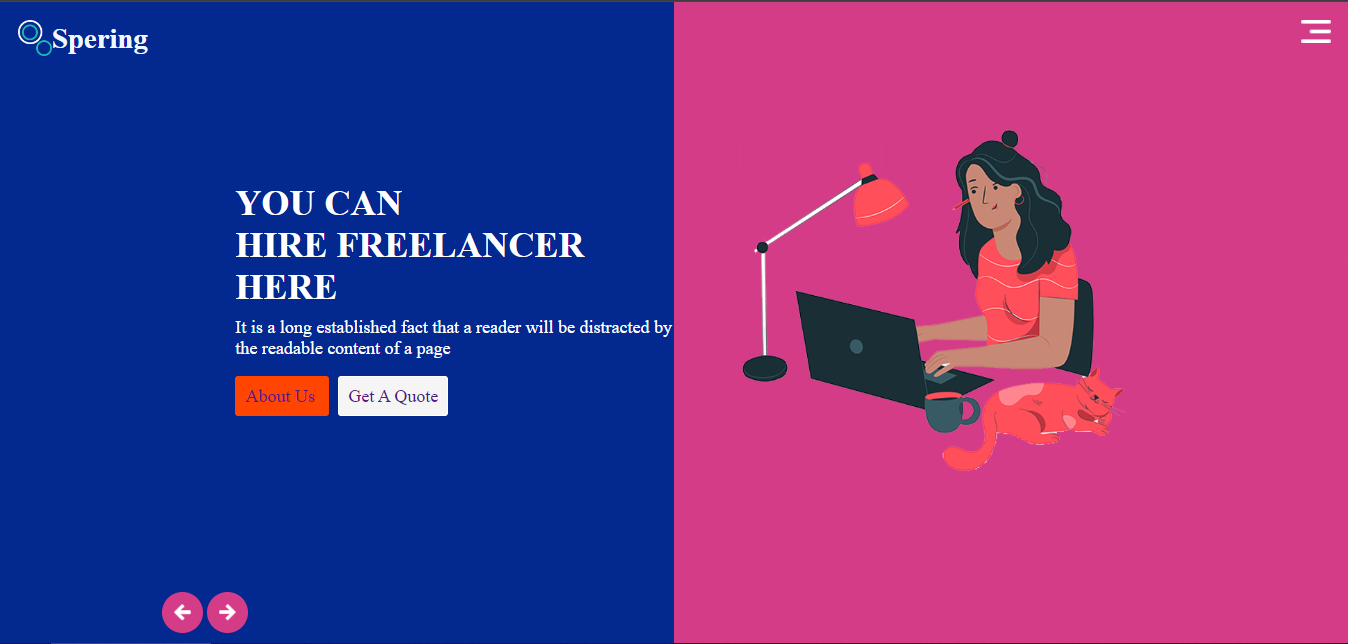 Spering
YOU CAN
HIRE FREELANCER
HERE
It is a long established fact that a reader will be distracted by
the readable content of a page
About Us
Get A Quote